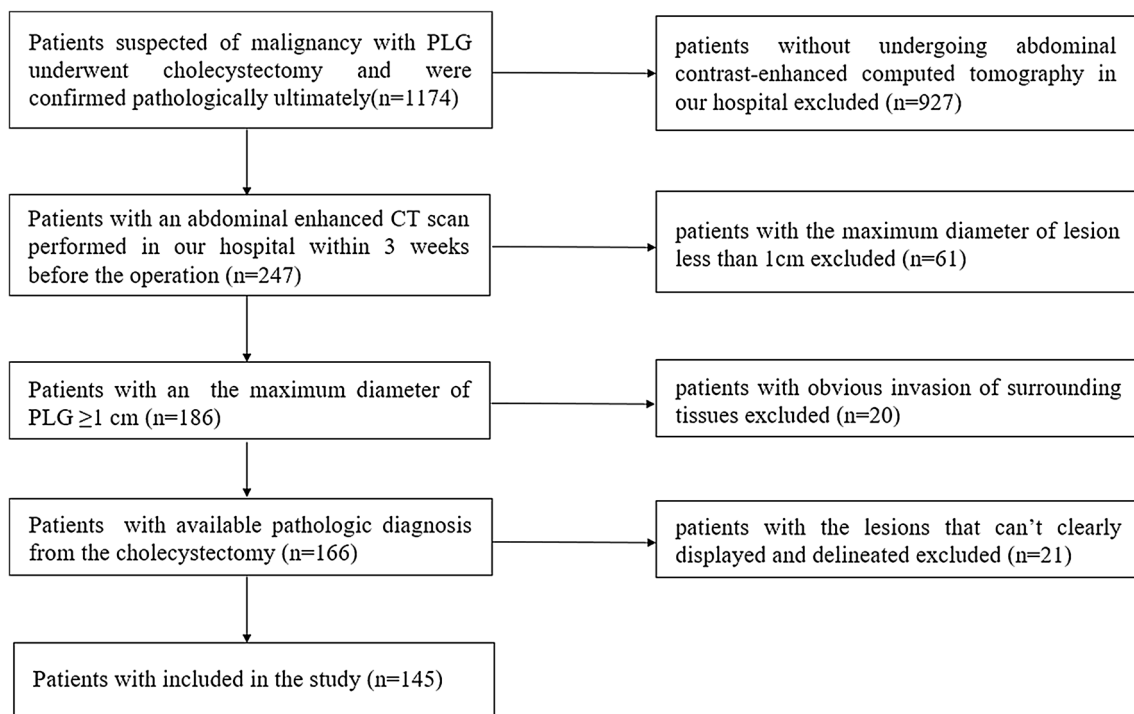 Patients suspected of malignancy with PLG
underwent cholecystectomy and were
confirmed pathologically ultimately(n=1174)
patients without undergoing abdominal
contrast-enhanced computed tomography in
our hospital excluded (n=927)
Patients with an abdominal enhanced CT scan
performed in our hospital within 3 weeks
before the operation (n=247)
patients with the maximum diameter of lesion
less than 1cm excluded (n=61)
Patients with an the maximum diameter of
PLG ≥1 cm (n=186)
patients with obvious invasion of surrounding
tissues excluded (n=20)
Patients with available pathologic diagnosis
from the cholecystectomy (n=166)
patients with the lesions that can’t clearly
displayed and delineated excluded (n=21)
Patients with included in the study (n=145)